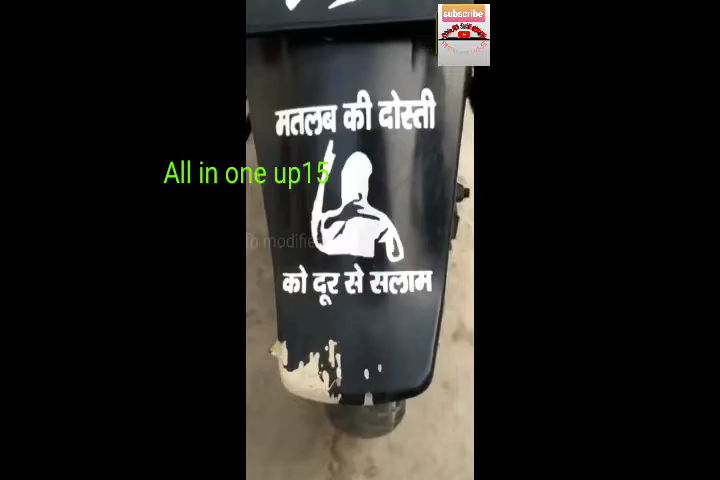 subscribe
मतलब की दोस्ती
All in one up15
को दूर से सलाम